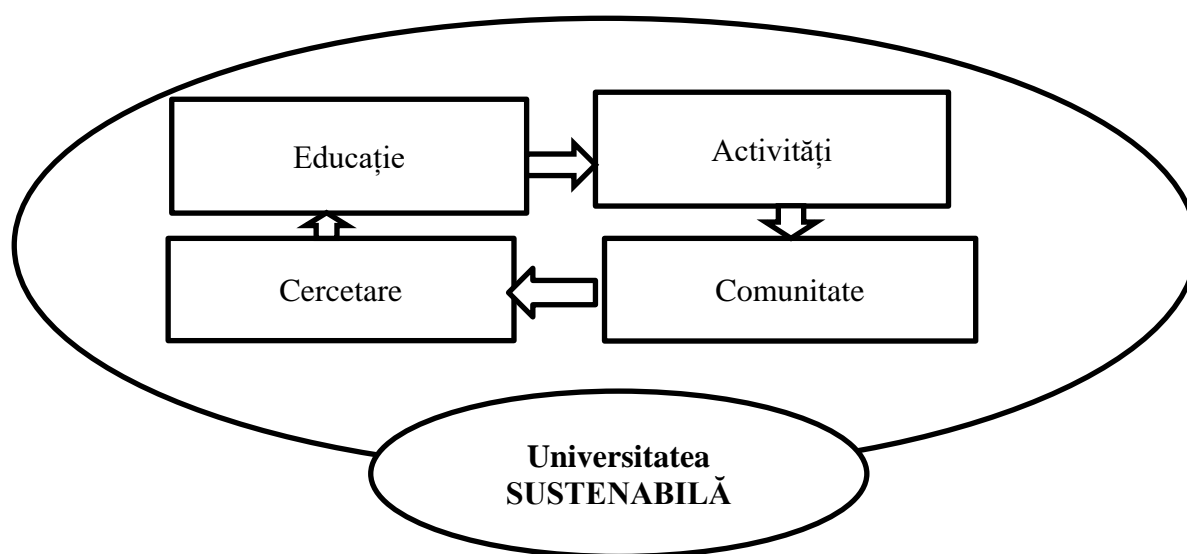 Educație
Activități
Cercetare
Comunitate
Universitatea
SUSTENABILĂ